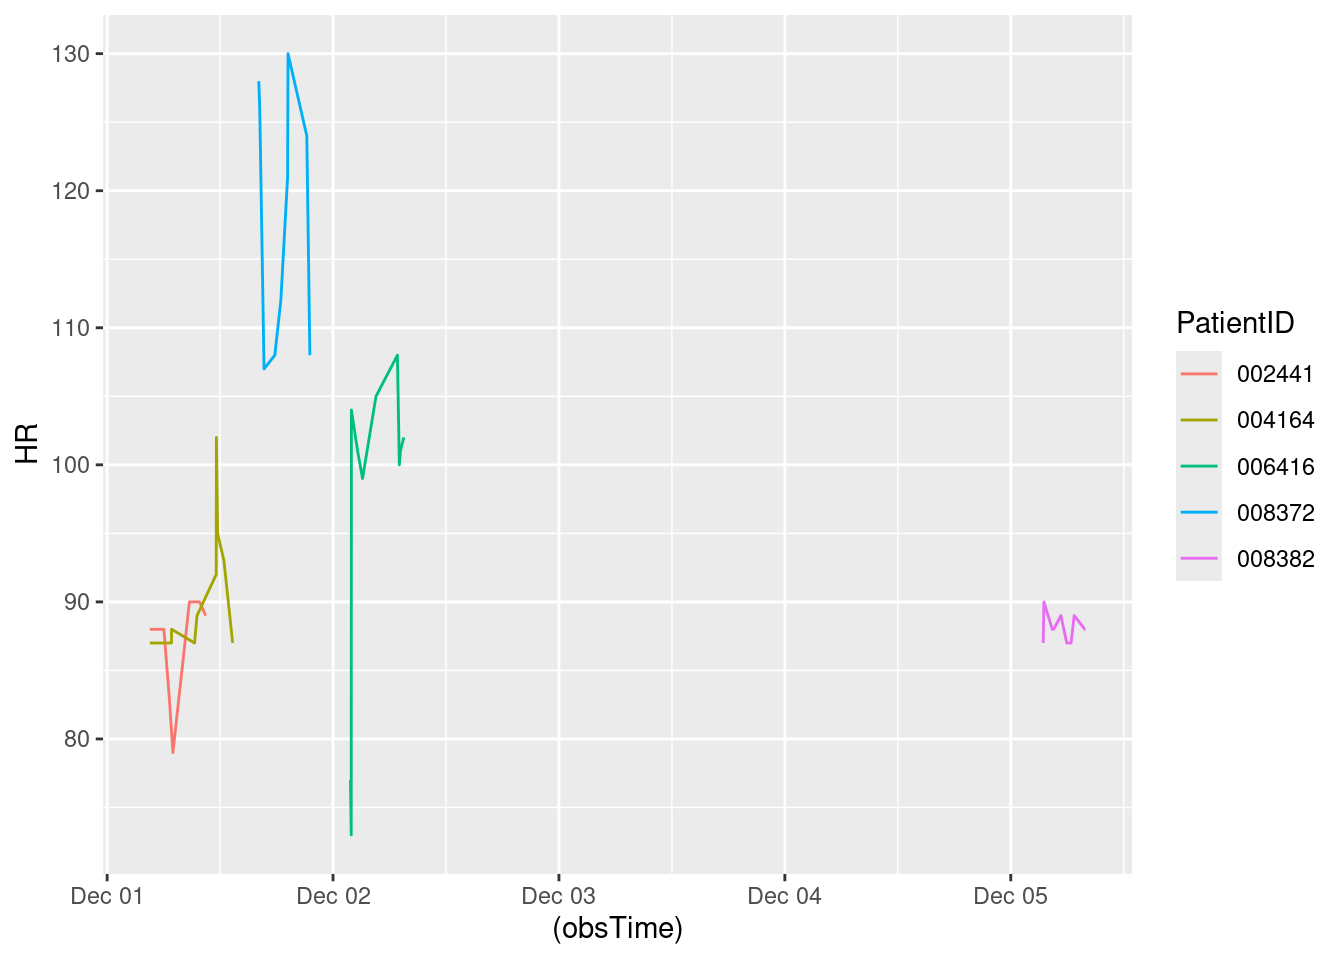 130
120
110
100
90
80
HR
Dec 01
Dec 02
Dec 03
Dec 04
Dec 05
(obsTime)
PatientID
002441
004164
006416
008372
008382